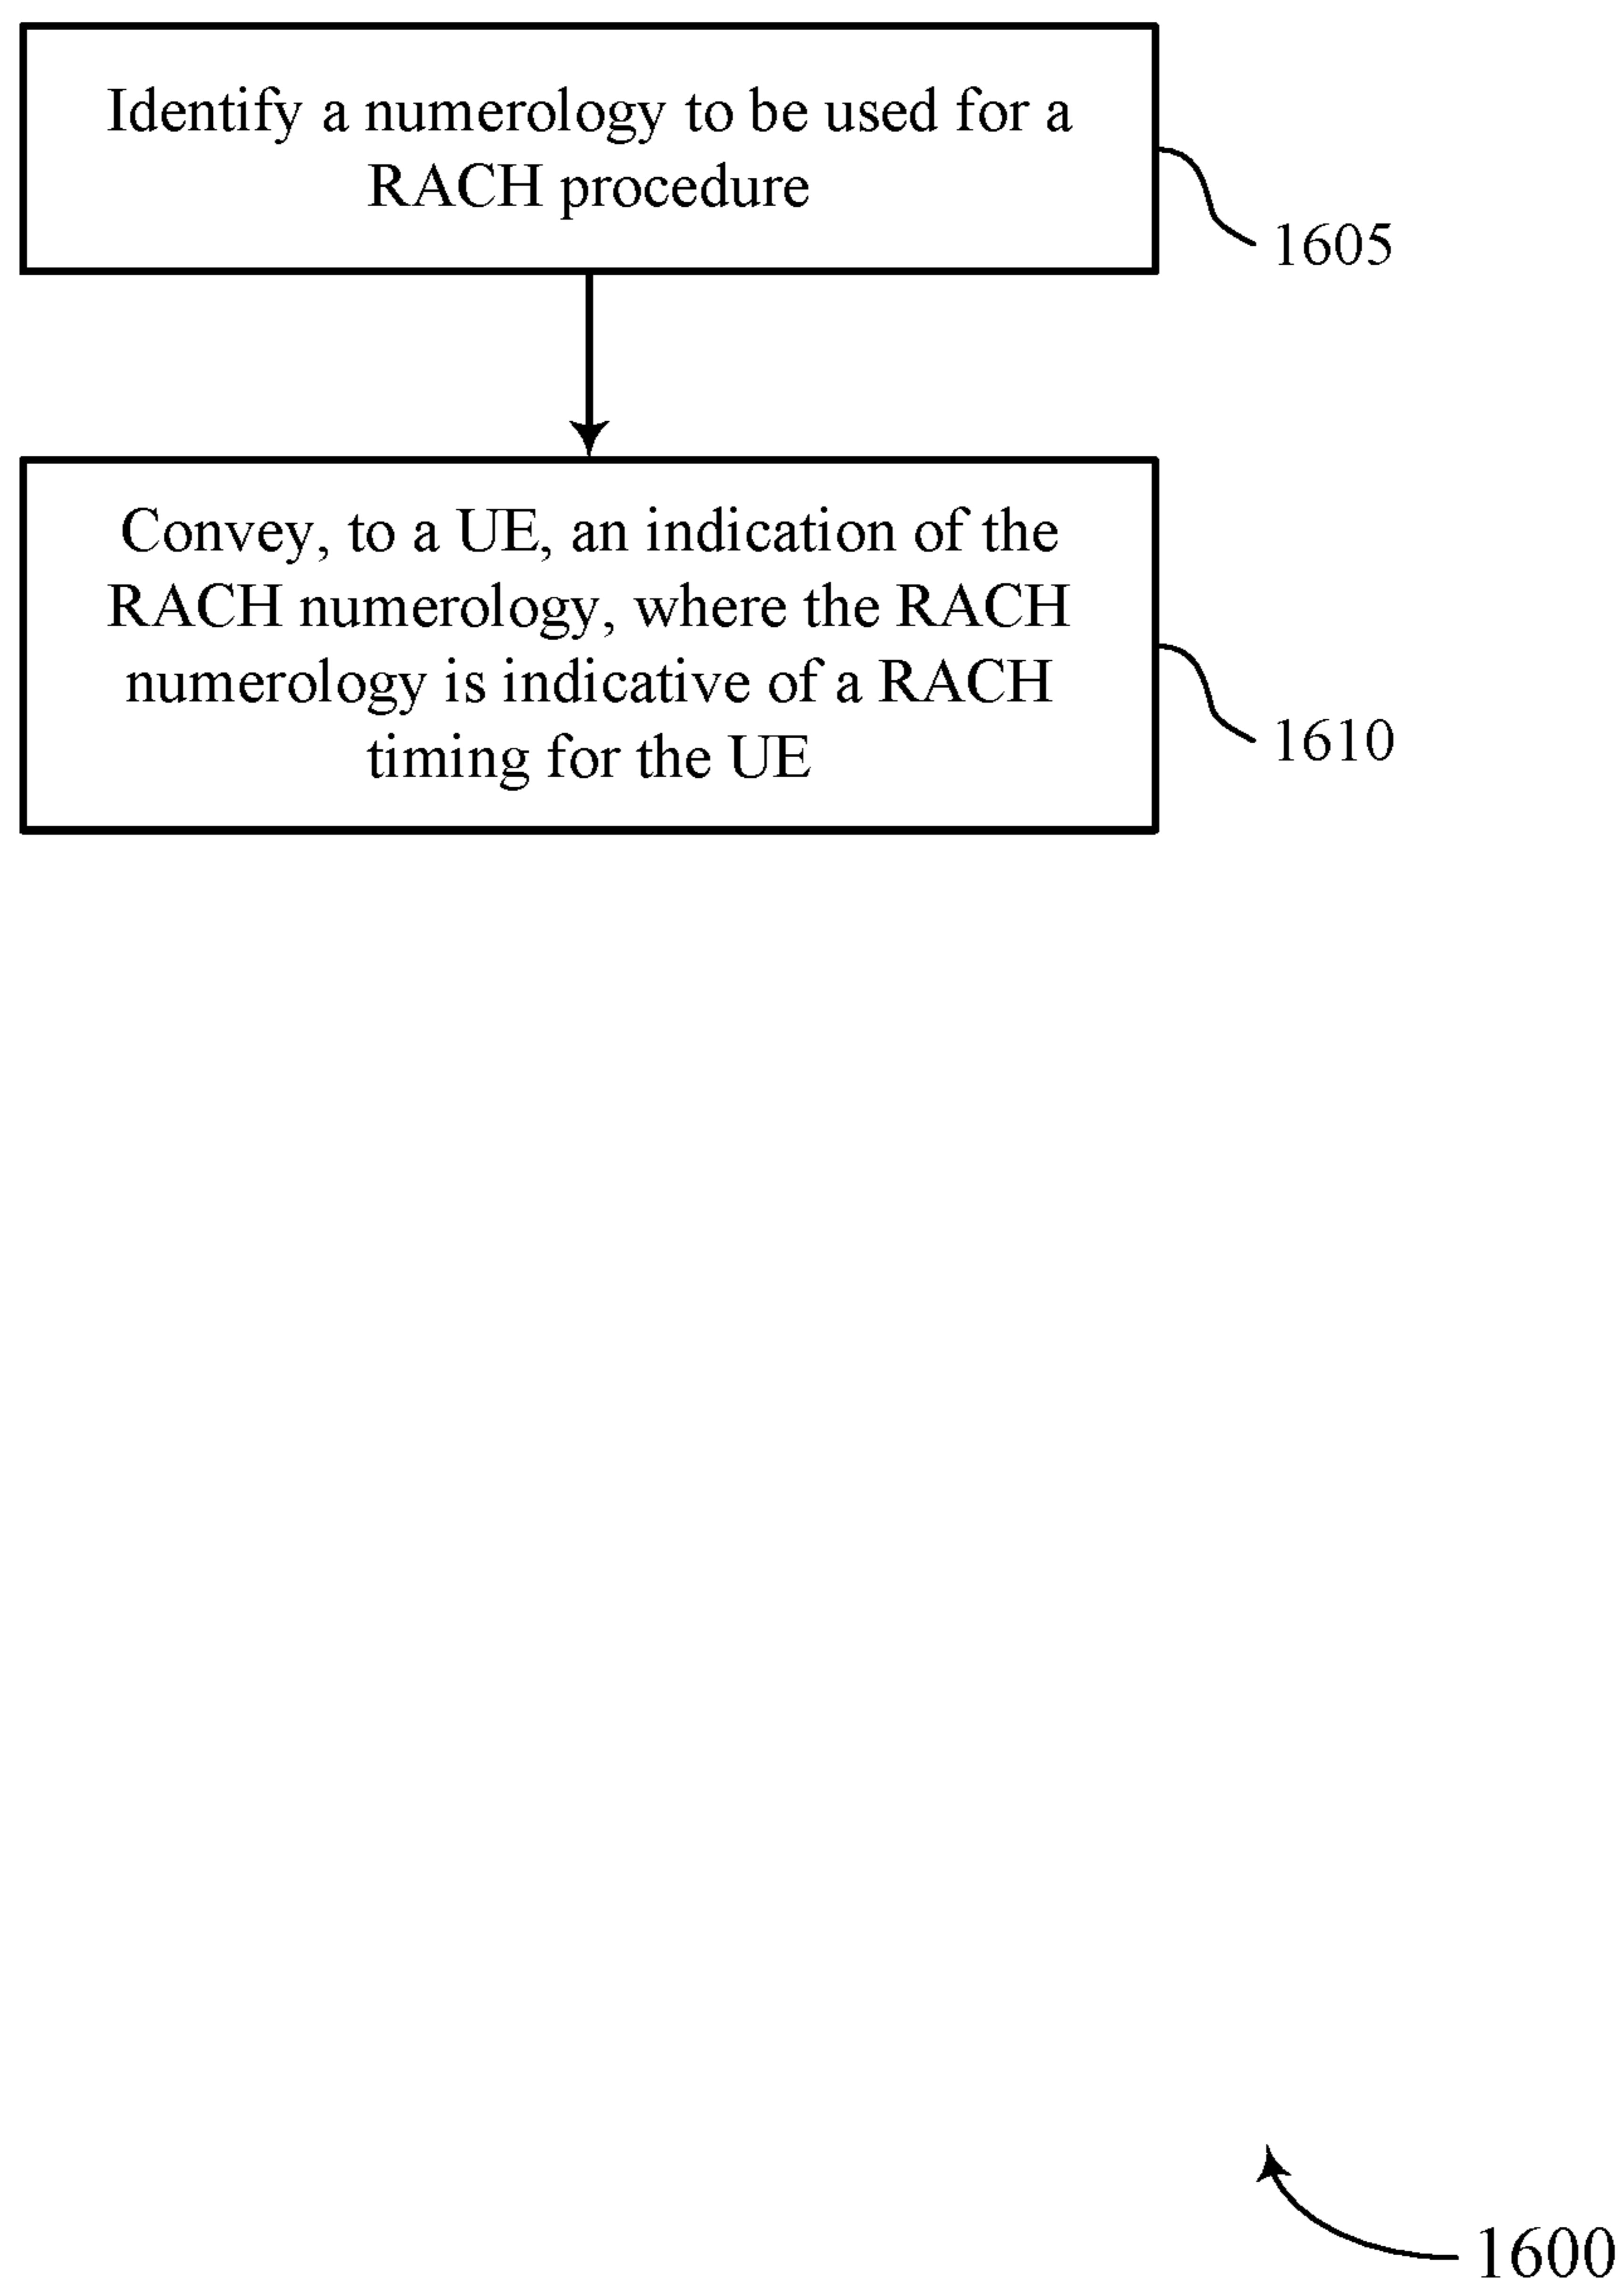 Identify a numerology to be used for a
RACH procedure
1605
Convey, to a UE, an indication of the
RACH numerology, where the RACH
numerology is indicative of a RACH
timing for the UE
1610
1600